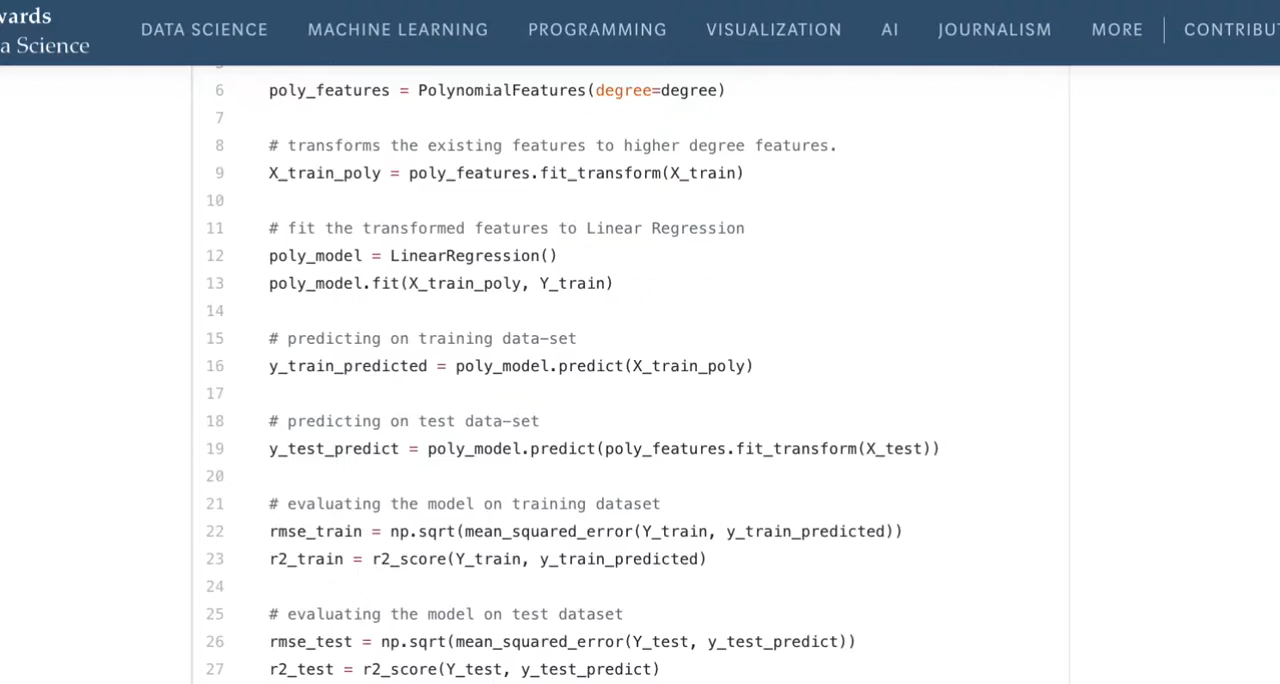 wards
a Science
DATA SCIENCE MACHINE LEARNING PROGRAMMING VISUALIZATION AI JOURNALISM MORE CONTRIBUT
6 poly_features = PolynomialFeatures(degree=degree)
7
8 # transforms the existing features to higher degree features.
9 X_train_poly = poly_features.fit_transform(X_train)
10
11 # fit the transformed features to Linear Regression
12 poly_model = LinearRegression()
13 poly_model.fit(X_train_poly, Y_train)
14
15 # predicting on training data-set
16 y_train_predicted = poly_model.predict(X_train_poly)
17
18 # predicting on test data-set
19 y_test_predict = poly_model.predict(poly_features.fit_transform(X_test))
20
21 # evaluating the model on training dataset
22 rmse_train = np.sqrt(mean_squared_error(Y_train, y_train_predicted))
23 r2_train = r2_score(Y_train, y_train_predicted)
24
25 # evaluating the model on test dataset
26 rmse_test = np.sqrt(mean_squared_error(Y_test, y_test_predict))
27 r2_test = r2_score(Y_test, y_test_predict)